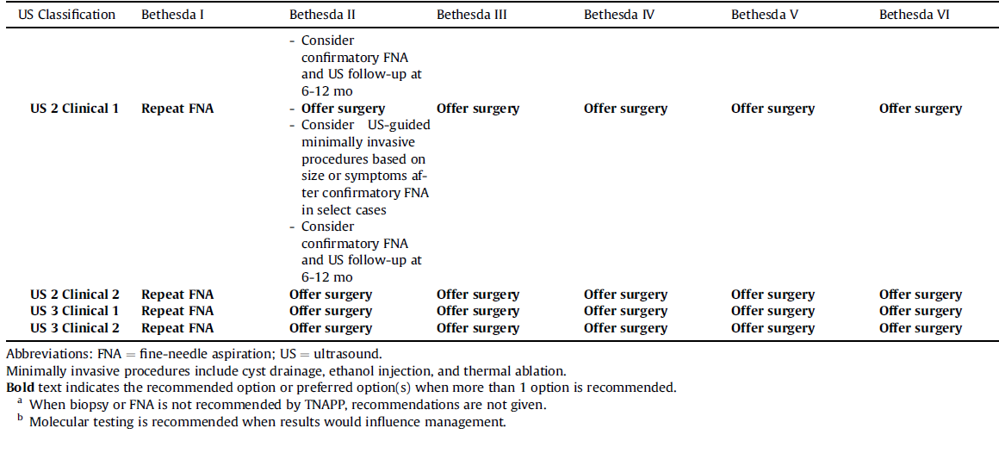 US Classification Bethesda I Bethesda II Bethesda III Bethesda IV Bethesda V Bethesda VI
- Consider
confirmatory FNA
and US follow-up at
6-12 mo
US 2 Clinical 1 Repeat FNA - Offer surgery Offer surgery Offer surgery Offer surgery Offer surgery
- Consider US-guided
minimally invasive
procedures based on
size or symptoms af-
ter confirmatory FNA
in select cases
- Consider
confirmatory FNA
and US follow-up at
6-12 mo
US 2 Clinical 2 Repeat FNA Offer surgery Offer surgery Offer surgery Offer surgery Offer surgery
US 3 Clinical 1 Repeat FNA Offer surgery Offer surgery Offer surgery Offer surgery Offer surgery
US 3 Clinical 2 Repeat FNA Offer surgery Offer surgery Offer surgery Offer surgery Offer surgery
Abbreviations: FNA = fine-needle aspiration; US = ultrasound.
Minimally invasive procedures include cyst drainage, ethanol injection, and thermal ablation.
Bold text indicates the recommended option or preferred option(s) when more than 1 option is recommended.
a When biopsy or FNA is not recommended by TNAPP, recommendations are not given.
b Molecular testing is recommended when results would influence management.